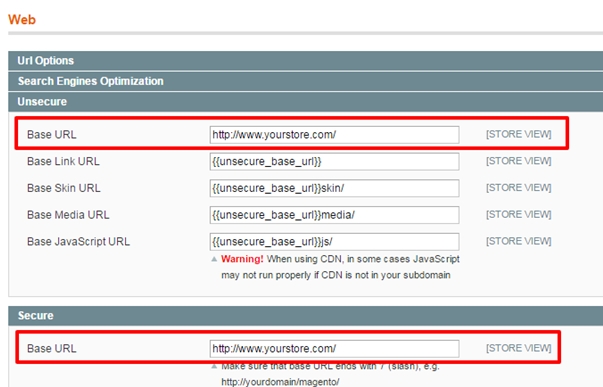 Web
Url Options
Search Engines Optimization
Unsecure
Base URL http://www.yourstore.com/ [STORE VIEW]
Base Link URL {{unsecure_base_url}} [STORE VIEW]
Base Skin URL {{unsecure_base_url}}skin/ [STORE VIEW]
Base Media URL {{unsecure_base_url}}media/ [STORE VIEW]
Base JavaScript URL {{unsecure_base_url}}js/ [STORE VIEW]
Warning! When using CDN, in some cases JavaScript
may not run properly if CDN is not in your subdomain
Secure
Base URL http://www.yourstore.com/ [STORE VIEW]
Make sure that base URL ends with '/' (slash), e.g.
http://yourdomain/magento/